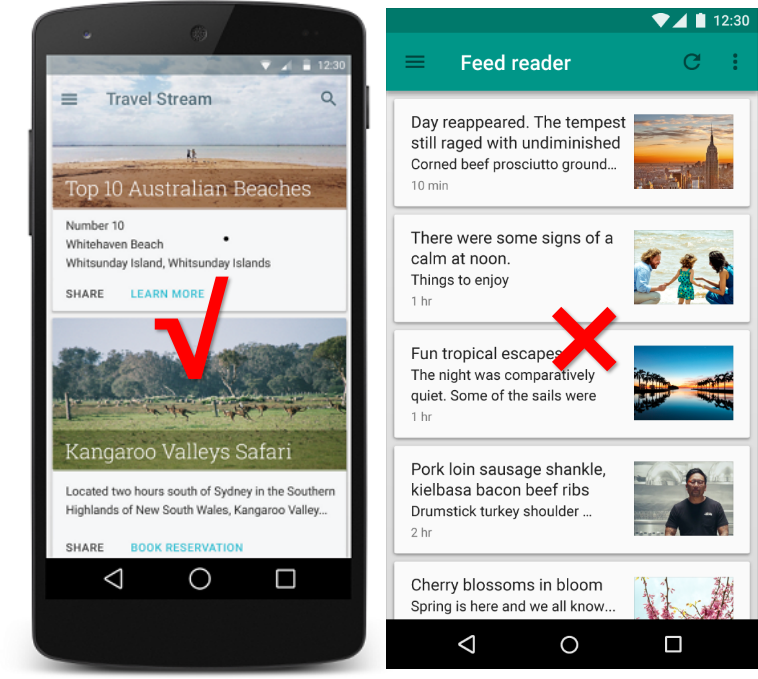 12:30
Travel Stream
Top 10 Australian Beaches
Number 10
Whitehaven Beach
Whitsunday Island, Whitsunday Islands
SHARE LEARN MORE
√
Kangaroo Valleys Safari
Located two hours south of Sydney in the Southern
Highlands of New South Wales, Kangaroo Valley...
SHARE BOOK RESERVATION
12:30
Feed reader
Day reappeared. The tempest
still raged with undiminished
Corned beef prosciutto ground...
10 min
There were some signs of a
calm at noon.
Things to enjoy
1 hr
Fun tropical escapes
The night was comparatively
quiet. Some of the sails were
1 hr
Pork loin sausage shankle,
kielbasa bacon beef ribs
Drumstick turkey shoulder ...
2 hr
Cherry blossoms in bloom
Spring is here and we all know...